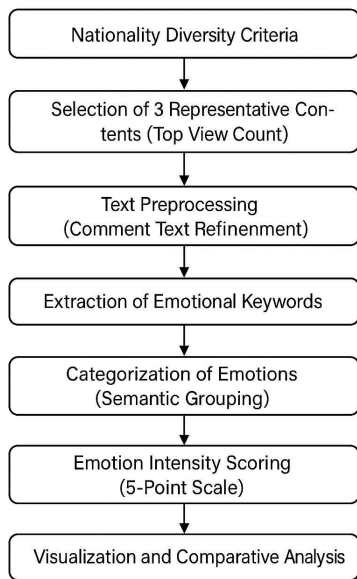 Nationality Diversity Criteria
Selection of 3 Representative Con-
tents (Top View Count)
Text Preprocessing
(Comment Text Refinenment)
Extraction of Emotional Keywords
Categorization of Emotions
(Semantic Grouping)
Emotion Intensity Scoring
(5-Point Scale)
Visualization and Comparative Analysis